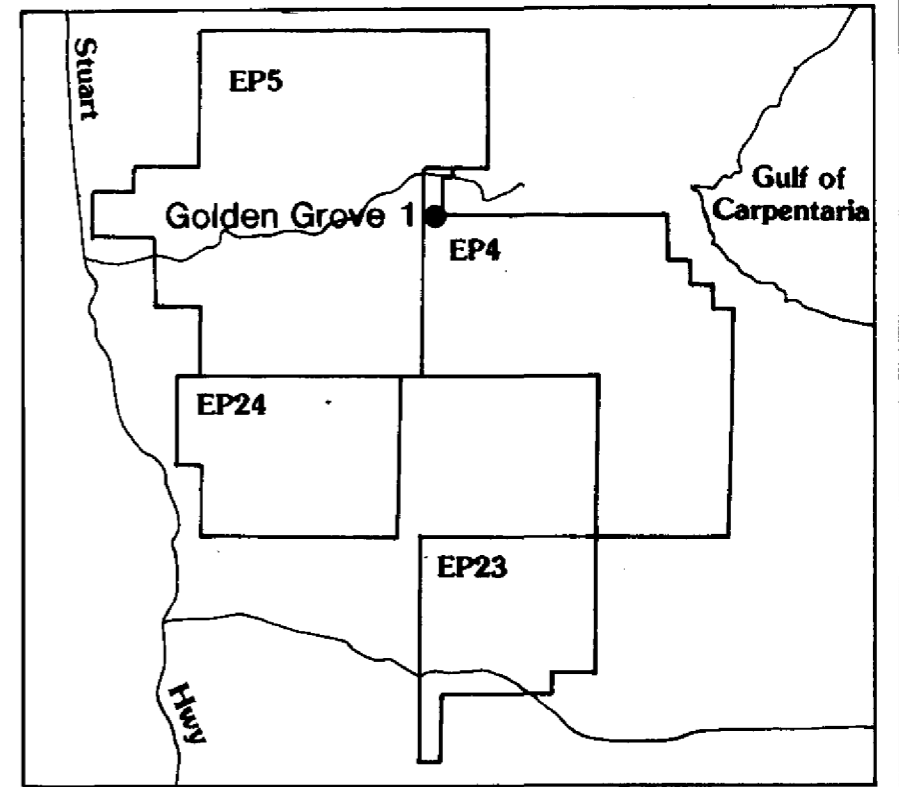 Stuart
EP5
Gulf of
Carpentaria
Golden Grove 1
EP4
EP24
EP23
Hwy